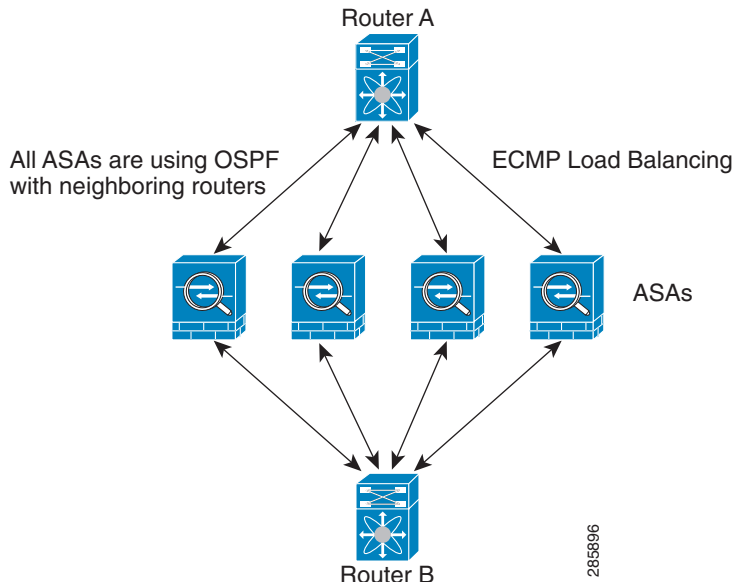 Router A
All ASAs are using OSPF
with neighboring routers
ECMP Load Balancing
ASAs
Router B
285896